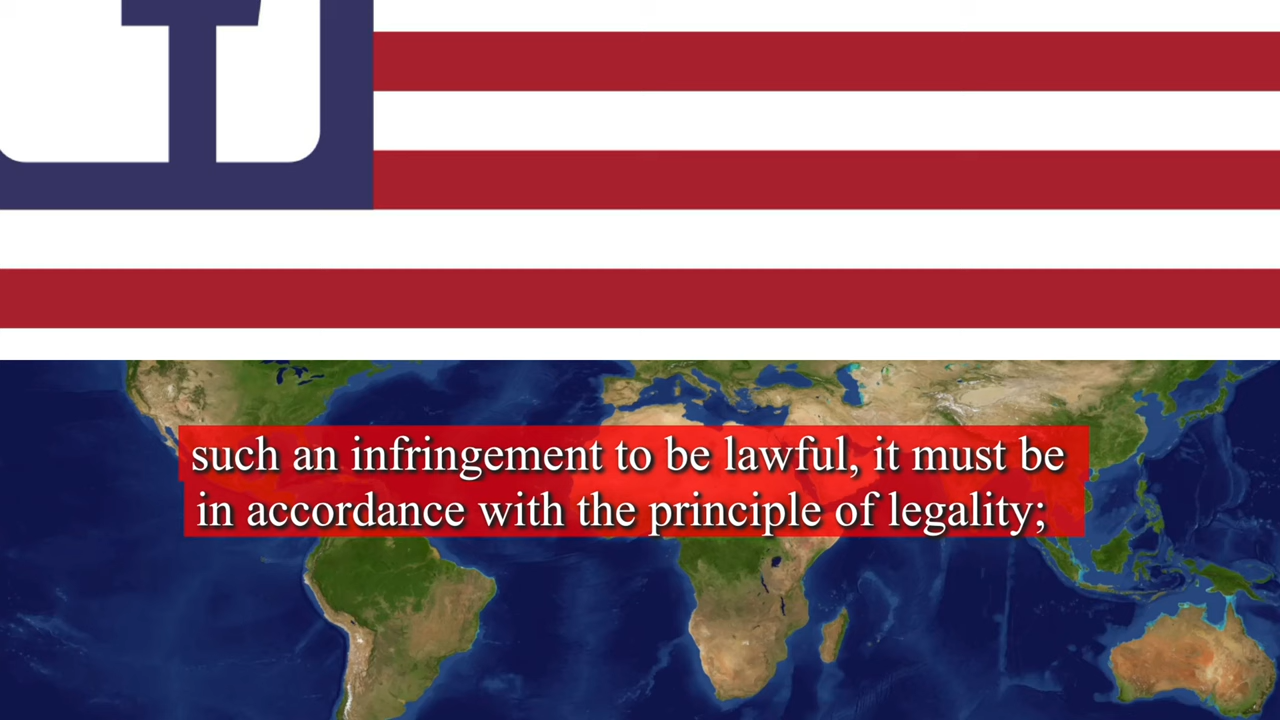 such an infringement to be lawful, it must be
in accordance with the principle of legality;